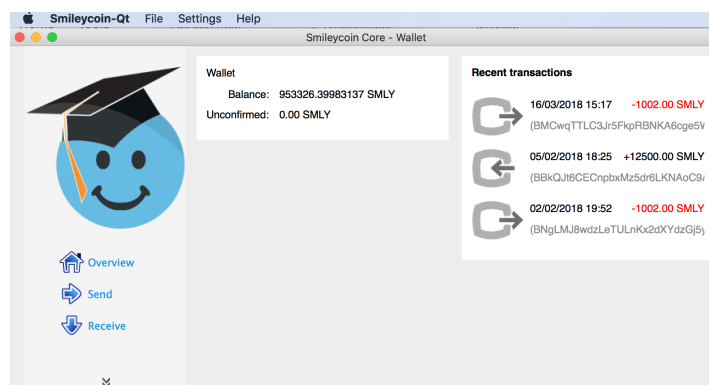 Smileycoin-Qt File Settings Help
Smileycoin Core - Wallet
Wallet
Balance: 953326.39983137 SMLY
Unconfirmed: 0.00 SMLY
Recent transactions
16/03/2018 15:17 -1002.00 SMLY
(BMCwqTTLC3Jr5FkpRBNKA6cge5V
05/02/2018 18:25 +12500.00 SMLY
(BBkQJt6CECnpbxMz5dr6LKNAoC9
02/02/2018 19:52 -1002.00 SMLY
(BNgLMJ8wdzLeTULnKx2dXYdzGj5
Overview
Send
Receive